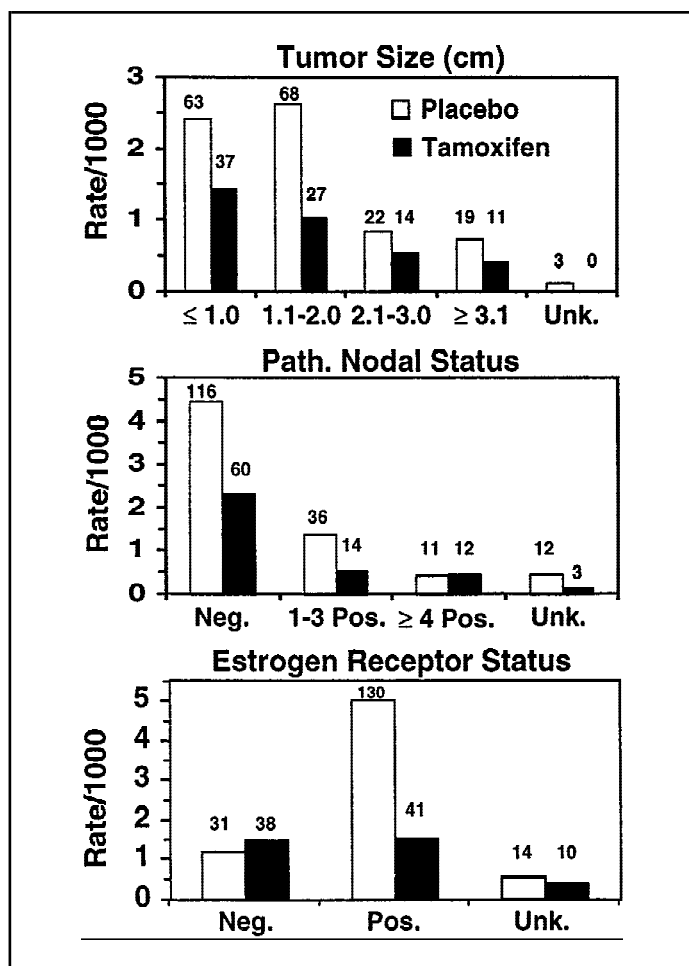 Tumor Size (cm)
3
2
1
0
Rate/1000
Placebo
Tamoxifen
63
37
68
27
22
14
19
11
3
0
≤ 1.0
1.1-2.0
2.1-3.0
≥ 3.1
Unk.
Path. Nodal Status
5
4
3
2
1
0
Rate/1000
116
60
36
14
11
12
12
3
Neg.
1-3 Pos.
≥ 4 Pos.
Unk.
Estrogen Receptor Status
5
4
3
2
1
0
Rate/1000
31
38
130
41
14
10
Neg.
Pos.
Unk.